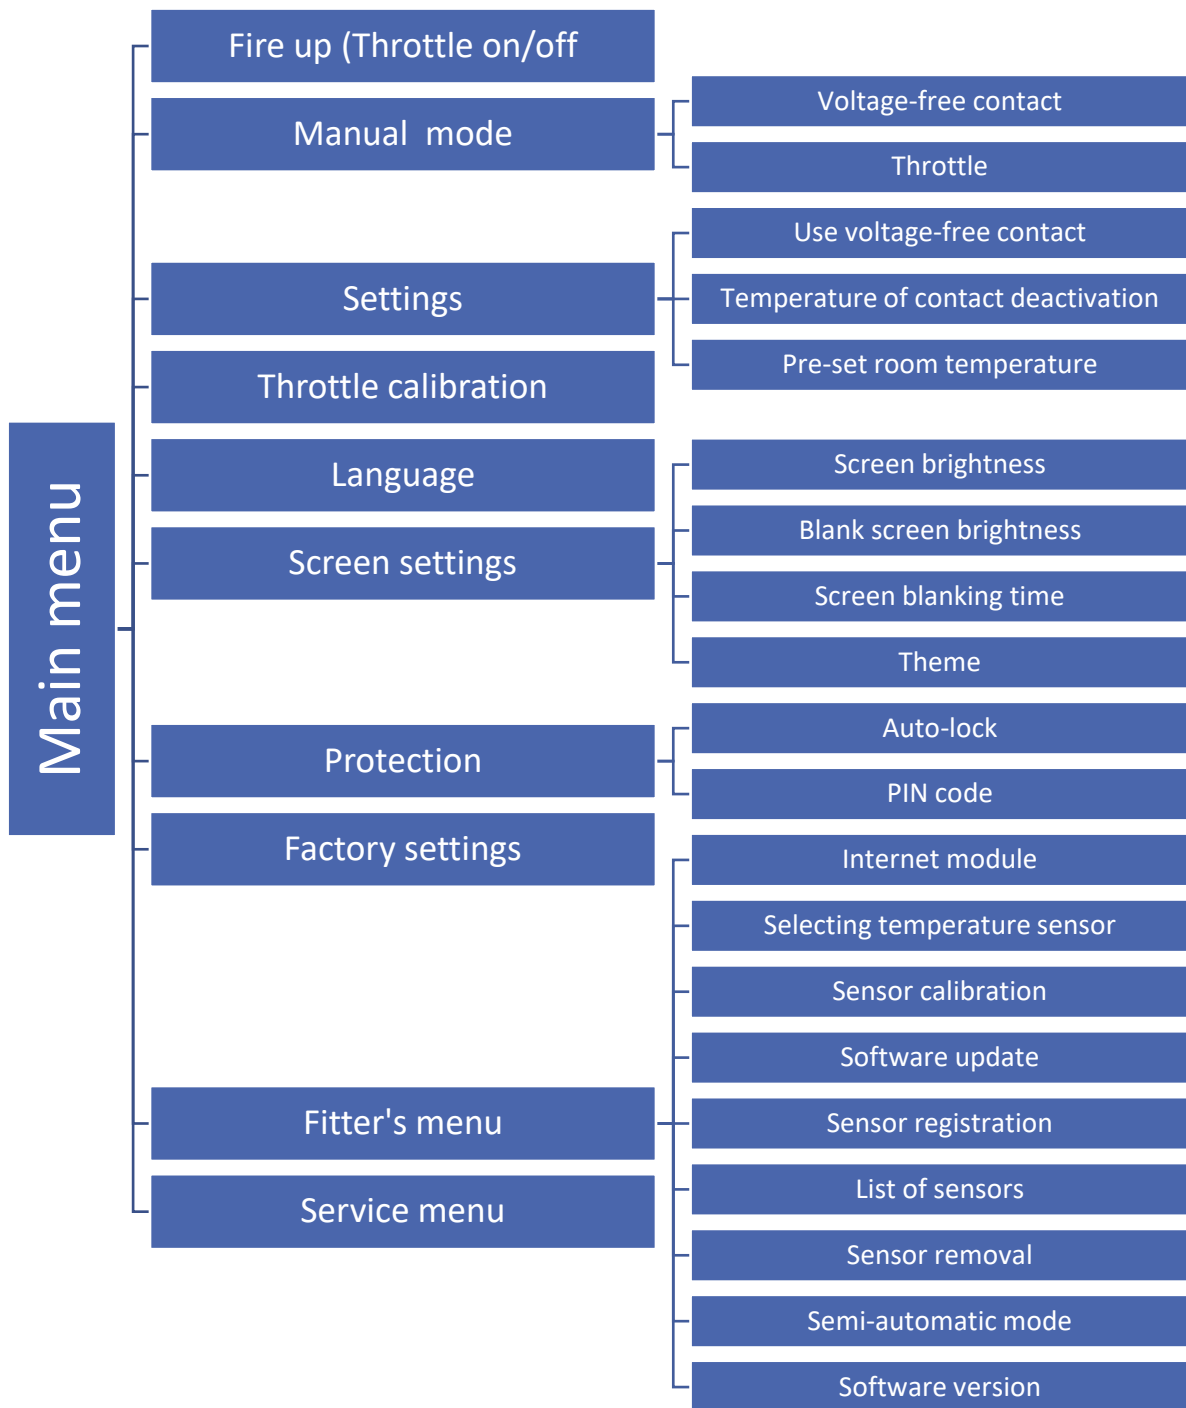 Main menu
Fire up (Throttle on/off
Manual  mode
Voltage-free contact
Throttle
Settings
Use voltage-free contact
Temperature of contact deactivation
Pre-set room temperature
Throttle calibration
Language
Screen settings
Screen brightness
Blank screen brightness
Screen blanking time
Theme
Protection
Auto-lock
PIN code
Factory settings
Fitter's menu
Internet module
Selecting temperature sensor
Sensor calibration
Software update
Sensor registration
List of sensors
Sensor removal
Semi-automatic mode
Software version
Service menu